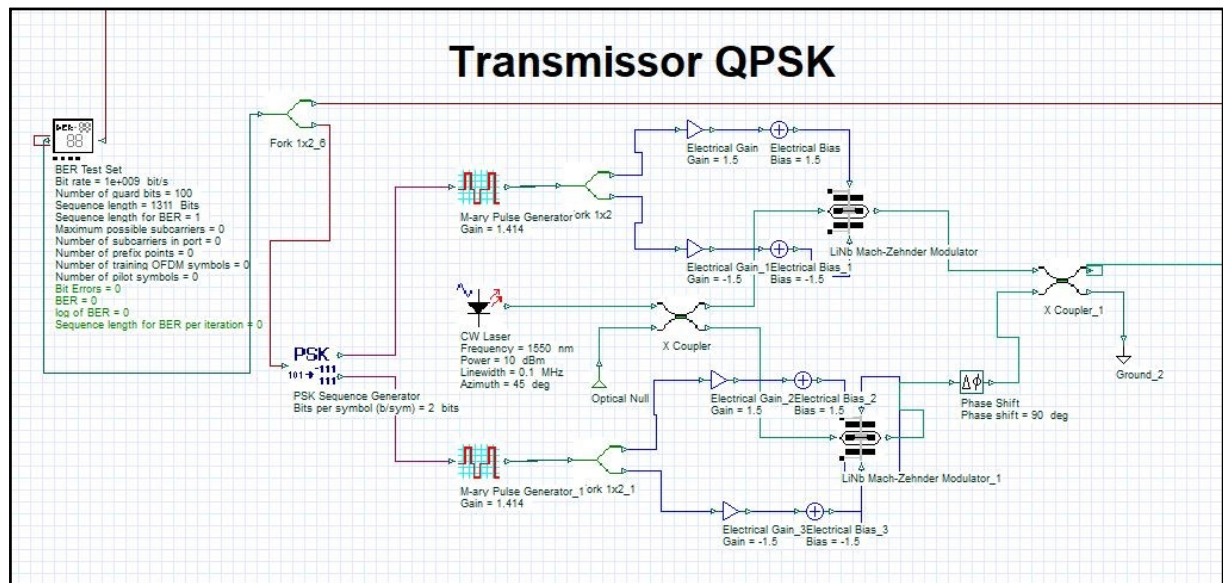 Transmissor QPSK
BER
88
Fork 1x2_6
BER Test Set
Bit rate = 1e+009 bit/s
Number of guard bits = 100
Sequence length = 1311 Bits
Sequence length for BER = 1
Maximum possible subcarriers = 0
Number of subcarriers in port = 0
Number of prefix points = 0
Number of training OFDM symbols = 0
Number of pilot symbols = 0
Bit Errors = 0
BER = 0
log of BER = 0
Sequence length for BER per iteration = 0
Electrical Gain
Gain = 1.5
Electrical Bias
Bias = 1.5
M-ary Pulse Generator
Gain = 1.414
ork 1x2
LiNb Mach-Zehnder Modulator
Electrical Gain_1
Gain = -1.5
Electrical Bias_1
Bias = -1.5
X Coupler_1
Ground_2
CW Laser
Frequency = 1550 nm
Power = 10 dBm
Linewidth = 0.1 MHz
Azimuth = 45 deg
X Coupler
Optical Null
PSK
101 -111
111
PSK Sequence Generator
Bits per symbol (b/sym) = 2 bits
Electrical Gain_2
Gain = 1.5
Electrical Bias_2
Bias = 1.5
ΔΦ
Phase Shift
Phase shift = 90 deg
LiNb Mach-Zehnder Modulator_1
M-ary Pulse Generator_1
Gain = 1.414
ork 1x2_1
Electrical Gain_3
Gain = -1.5
Electrical Bias_3
Bias = -1.5